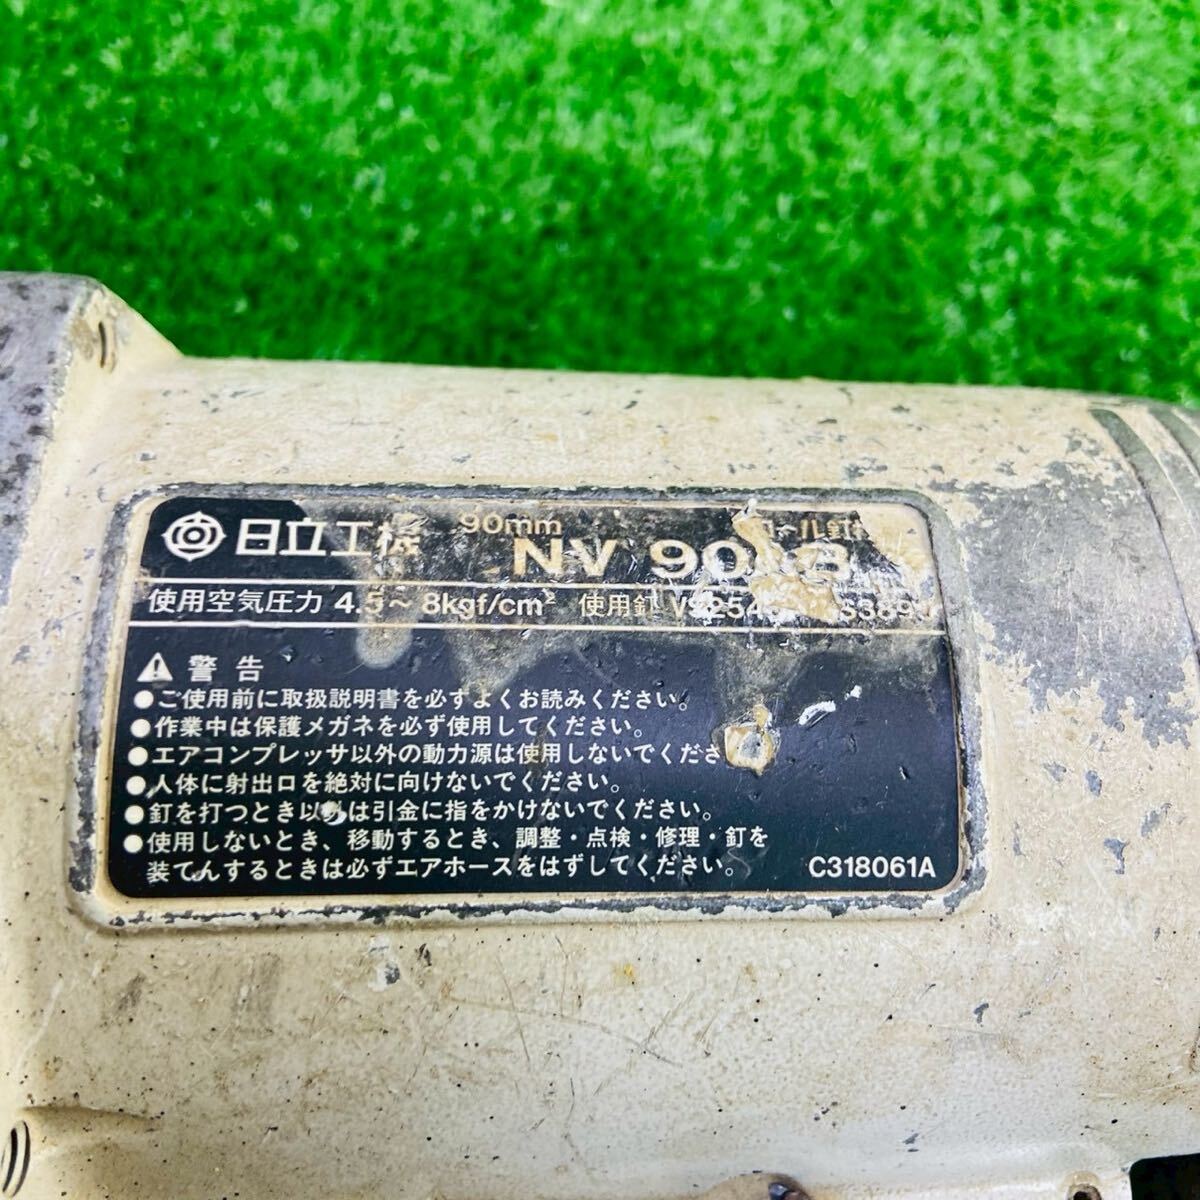 日立工機 90mm ロール釘
NV 90 B
使用空気圧力 4.5～8kgf/cm² 使用釘
警告
●ご使用前に取扱説明書を必ずよくお読みください。
●作業中は保護メガネを必ず使用してください。
●エアコンプレッサ以外の動力源は使用しないでくださ
●人体に射出口を絶対に向けないでください。
●釘を打つとき以外は引金に指をかけないでください。
●使用しないとき、移動するとき、調整・点検・修理・釘を
装てんするときは必ずエアホースをはずしてください。
C318061A